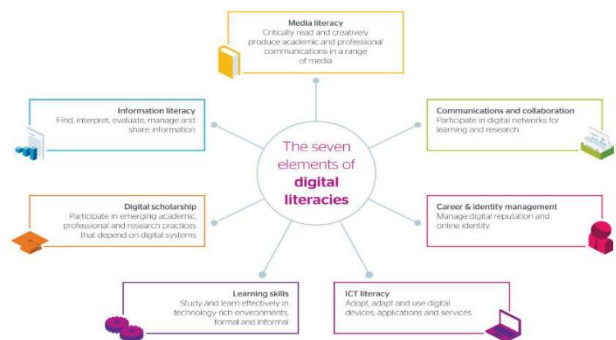 Media literacy
Critically read and creatively
produce academic and professional
communications in a range
of media
Information literacy
Find, interpret, evaluate, manage and
share information
Communications and collaboration
Participate in digital networks for
learning and research
The seven
elements of
digital
literacies
Digital scholarship
Participate in emerging academic,
professional and research practices
that depend on digital systems
Career & identity management
Manage digital reputation and
online identity
Learning skills
Study and learn effectively in
technology rich environments,
formal and informal
ICT literacy
Adopt, adapt and use digital
devices, applications and services